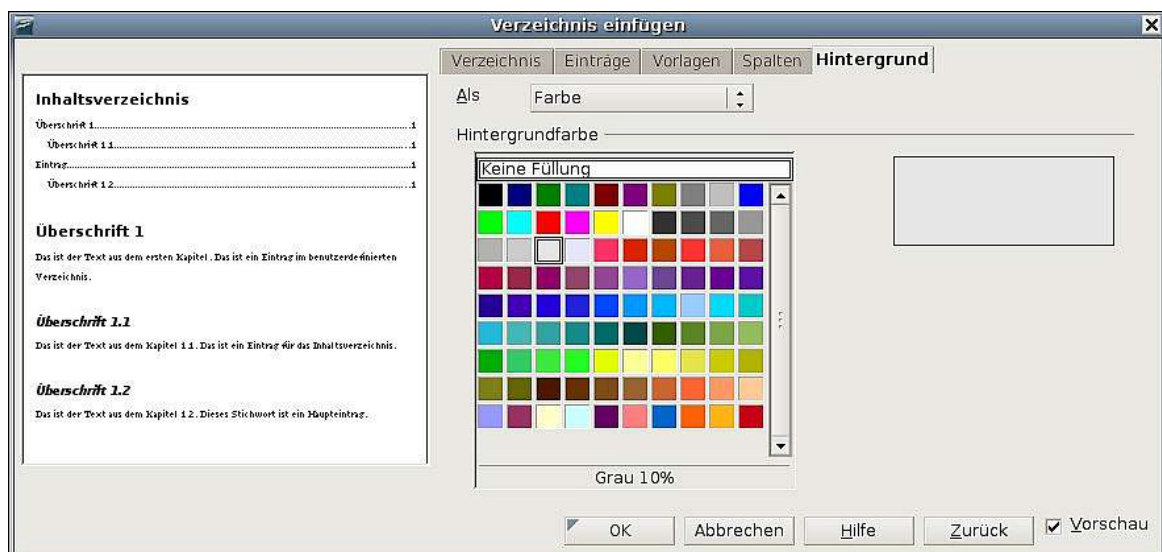 Verzeichnis einfügen
Verzeichnis Einträge Vorlagen Spalten Hintergrund
Inhaltsverzeichnis
Überschrift 1..........1
Überschrift 1.1..........1
Eintrag..........1
Überschrift 1.2..........1
Überschrift 1
Das ist der Text aus dem ersten Kapitel. Das ist ein Eintrag im benutzerdefinierten
Verzeichnis.
Überschrift 1.1
Das ist der Text aus dem Kapitel 1.1. Das ist ein Eintrag für das Inhaltsverzeichnis.
Überschrift 1.2
Das ist der Text aus dem Kapitel 1.2. Dieses Stichwort ist ein Haupteintrag.
Als Farbe
Hintergrundfarbe
Keine Füllung
Grau 10%
OK Abbrechen Hilfe Zurück Vorschau